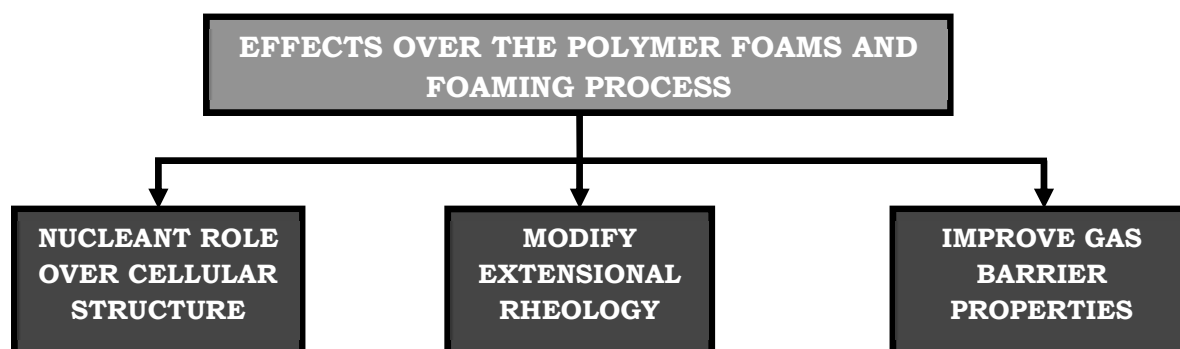 EFFECTS OVER THE POLYMER FOAMS AND
FOAMING PROCESS
NUCLEANT ROLE
OVER CELLULAR
STRUCTURE
MODIFY
EXTENSIONAL
RHEOLOGY
IMPROVE GAS
BARRIER
PROPERTIES